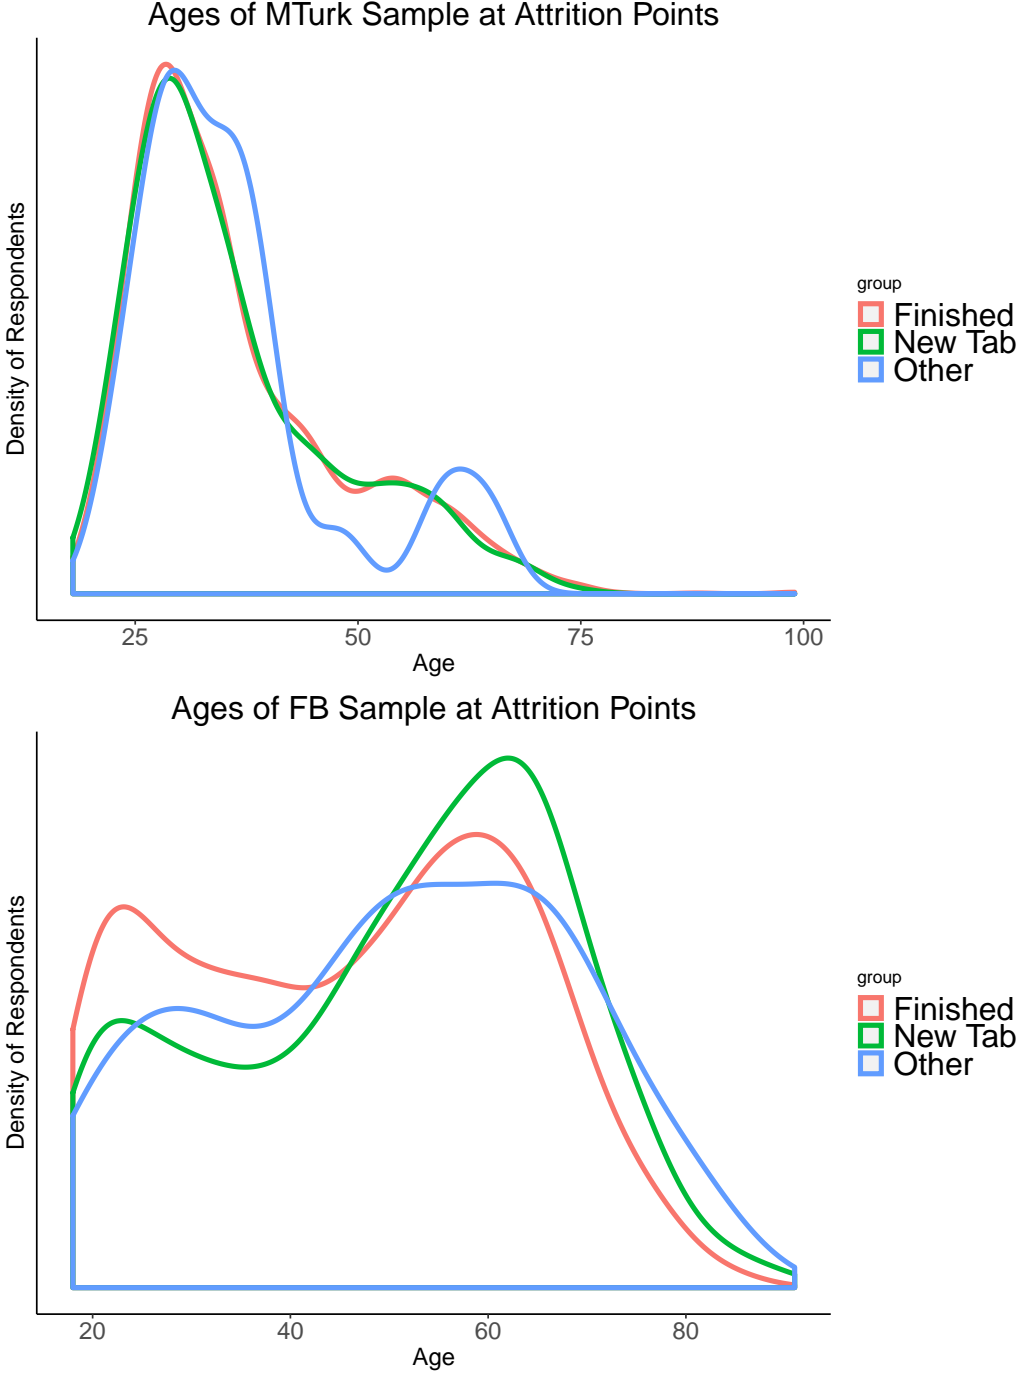 Ages of MTurk Sample at Attrition Points
Density of Respondents
group
Finished
New Tab
Other
25 50 75 100
Age
Ages of FB Sample at Attrition Points
Density of Respondents
group
Finished
New Tab
Other
20 40 60 80
Age